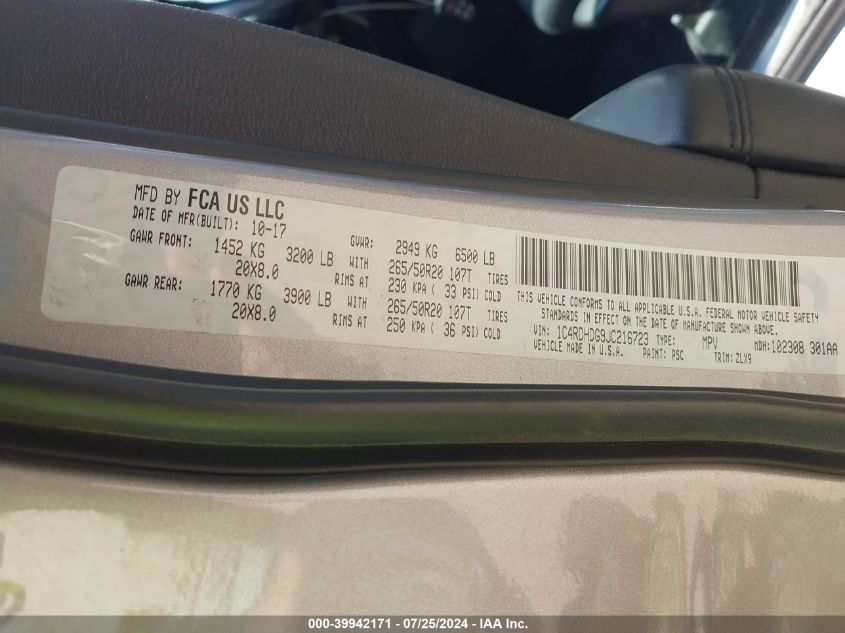 MFD BY FCA US LLC
DATE OF MFR(BUILT): 10-17
GAWR FRONT: 1452 KG 3200 LB WITH 265/50R20 107T TIRES
20X8.0 RIMS AT 230 KPA ( 33 PSI) COLD
GAWR REAR: 1770 KG 3900 LB WITH 265/50R20 107T TIRES
20X8.0 RIMS AT 250 KPA ( 36 PSI) COLD
GVWR: 2949 KG 6500 LB
THIS VEHICLE CONFORMS TO ALL APPLICABLE U.S.A. FEDERAL MOTOR VEHICLE SAFETY
STANDARDS IN EFFECT ON THE DATE OF MANUFACTURE SHOWN ABOVE.
VIN: 1C4RDHDG9JC216723 TYPE: MPV MDH:102308 301AA
VEHICLE MADE IN U.S.A. PAINT: PSC TRIM: ZLX9
000-39942171 - 07/25/2024 - IAAI.com - Copyright IAA, Inc.